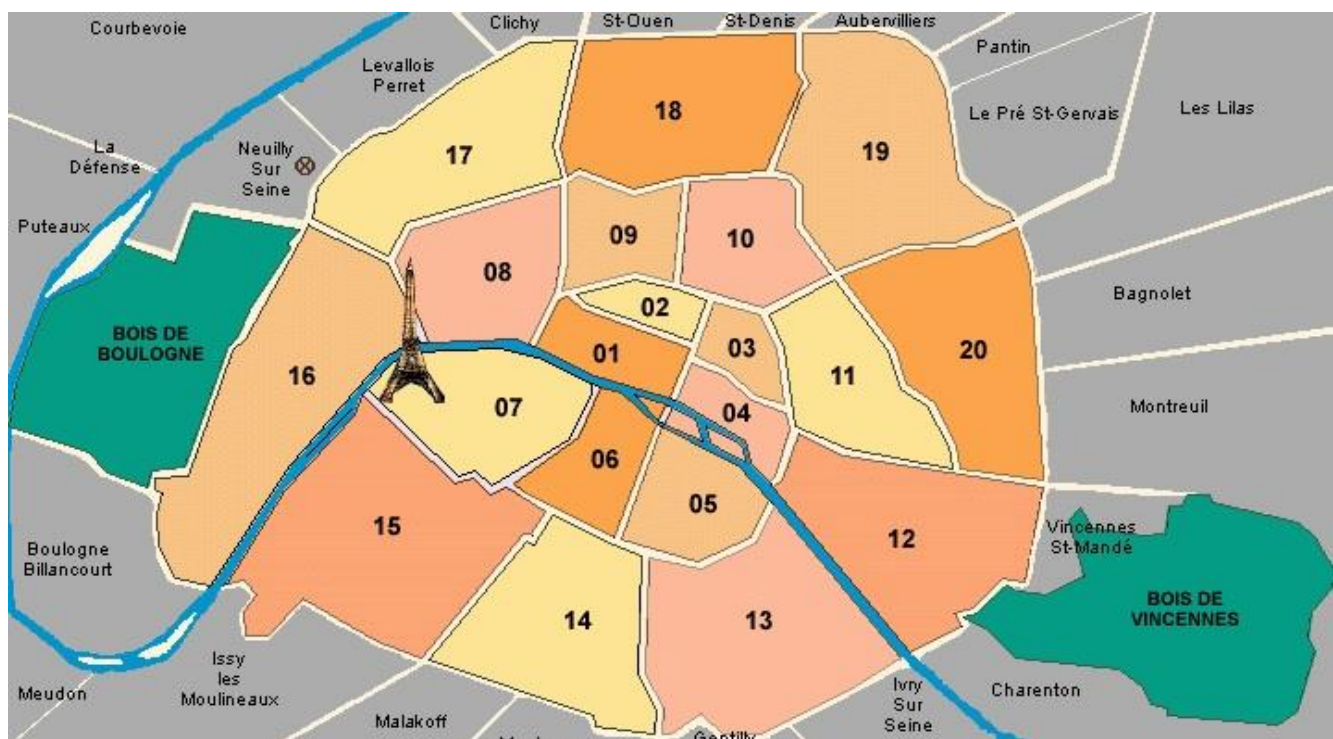 Clichy
St-Ouen
St-Denis
Aubervilliers
Courbevoie
Pantin
Levallois
Perret
Le Pré St-Gervais
Les Lilas
La
Défense
Neuilly
Sur
Seine
17
18
19
Puteaux
08
09
10
Bagnolet
BOIS DE
BOULOGNE
02
01
03
16
11
20
07
04
Montreuil
06
05
15
12
Vincennes
St-Mandé
Boulogne
Billancourt
BOIS DE
VINCENNES
14
13
Issy
les
Moulineaux
Meudon
Malakoff
Ivry
Sur
Seine
Charenton
Gentilly